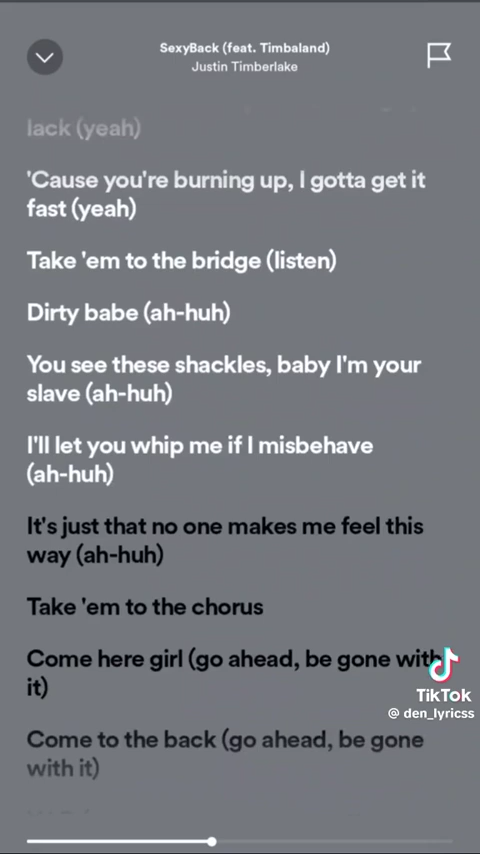 SexyBack (feat. Timbaland)
Justin Timberlake
lack (yeah)
'Cause you're burning up, I gotta get it
fast (yeah)
Take 'em to the bridge (listen)
Dirty babe (ah-huh)
You see these shackles, baby I'm your
slave (ah-huh)
I'll let you whip me if I misbehave
(ah-huh)
It's just that no one makes me feel this
way (ah-huh)
Take 'em to the chorus
Come here girl (go ahead, be gone with
it)
Come to the back (go ahead, be gone
with it)
TikTok
@ den_lyricss